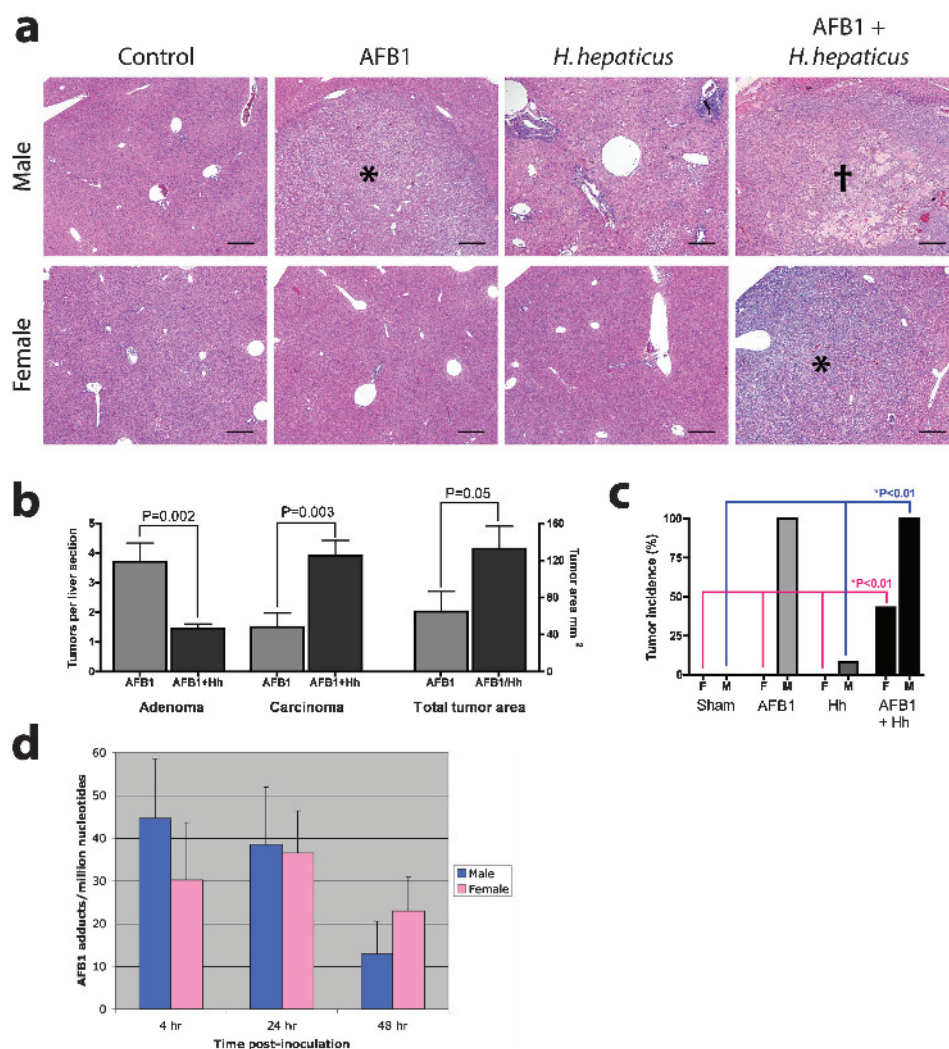 a
Control
AFB1
H. hepaticus
AFB1 +
H. hepaticus
Male
*
†
Female
*
b
Tumors per liver section
5
4
3
2
1
0
P=0.002
P=0.003
P=0.05
160
120
80
40
0
Tumor area mm 2
AFB1
AFB1+Hh
AFB1
AFB1+Hh
AFB1
AFB1/Hh
Adenoma
Carcinoma
Total tumor area
c
Tumor incidence (%)
100
75
50
25
0
*P<0.01
*P<0.01
F M F M F M F M
Sham
AFB1
Hh
AFB1
+ Hh
d
AFB1 adducts/million nucleotides
60
50
40
30
20
10
0
Male
Female
4 hr
24 hr
48 hr
Time post-inoculation